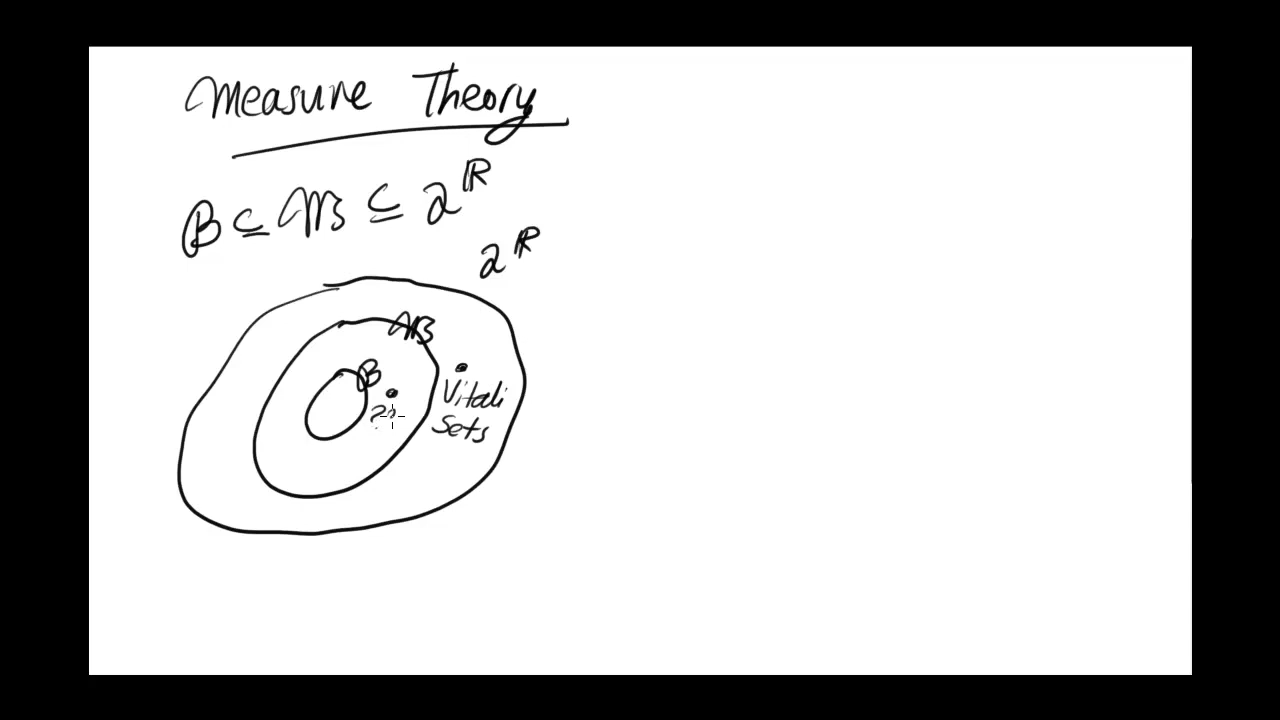 Measure Theory
B ⊆ 𝓜 ⊆ 2^ℝ
2^ℝ
𝓜
B
??
Vitali
Sets